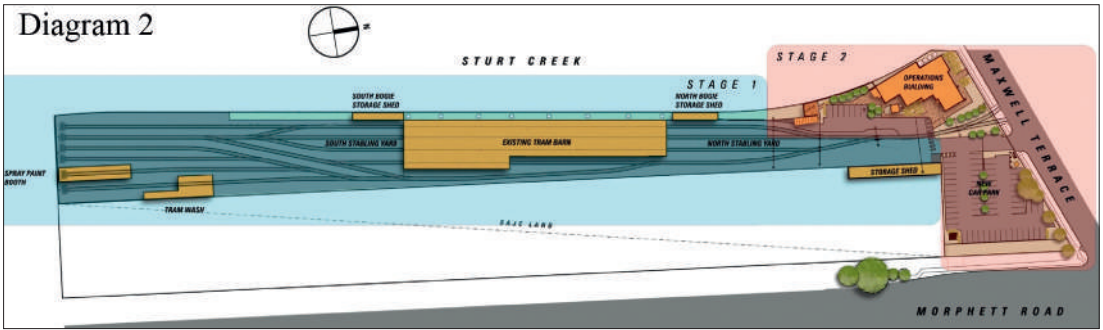 Diagram 2
N
STURT CREEK
STAGE 2
STAGE 1
MAXWELL TERRACE
OPERATIONS
BUILDING
SOUTH BOGIE
STORAGE SHED
NORTH BOGIE
STORAGE SHED
SOUTH STABLING YARD
EXISTING TRAM BARN
NORTH STABLING YARD
SPRAY PAINT
BOOTH
STORAGE SHED
NEW
CAR PARK
TRAM WASH
SAJC LAND
MORPHETT ROAD